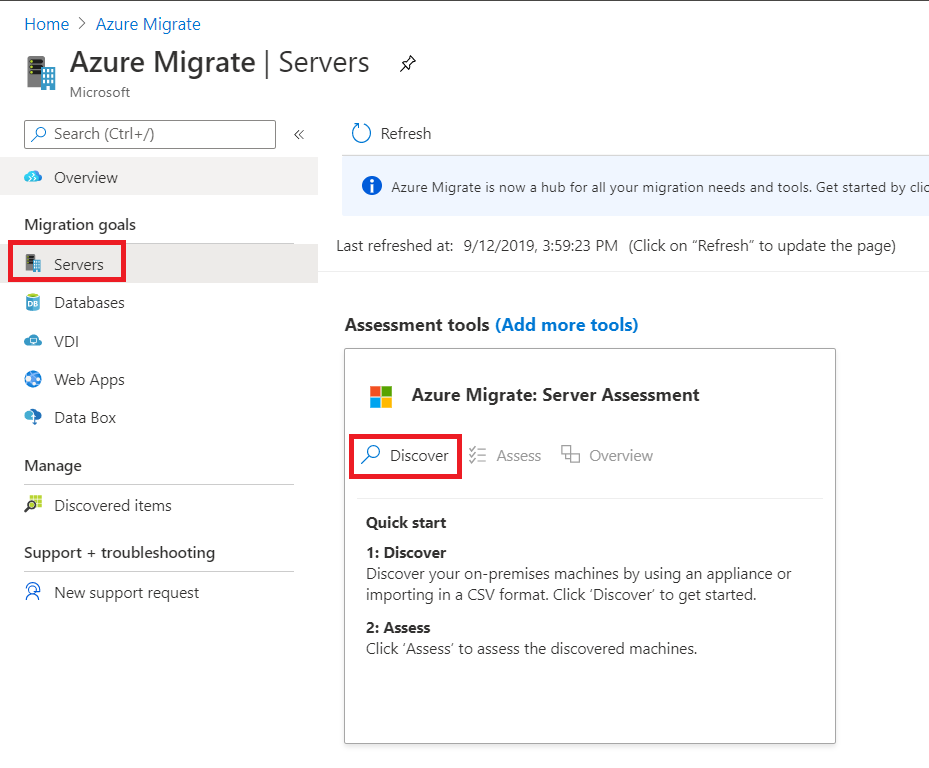 Home > Azure Migrate
Azure Migrate | Servers
Microsoft
Search (Ctrl+/)
«
Overview
Migration goals
Servers
DB
Databases
VDI
Web Apps
Data Box
Manage
Discovered items
Support + troubleshooting
New support request
Refresh
Azure Migrate is now a hub for all your migration needs and tools. Get started by clic
Last refreshed at: 9/12/2019, 3:59:23 PM (Click on “Refresh” to update the page)
Assessment tools (Add more tools)
Azure Migrate: Server Assessment
Discover Assess Overview
Quick start
1: Discover
Discover your on-premises machines by using an appliance or
importing in a CSV format. Click ‘Discover’ to get started.
2: Assess
Click ‘Assess’ to assess the discovered machines.